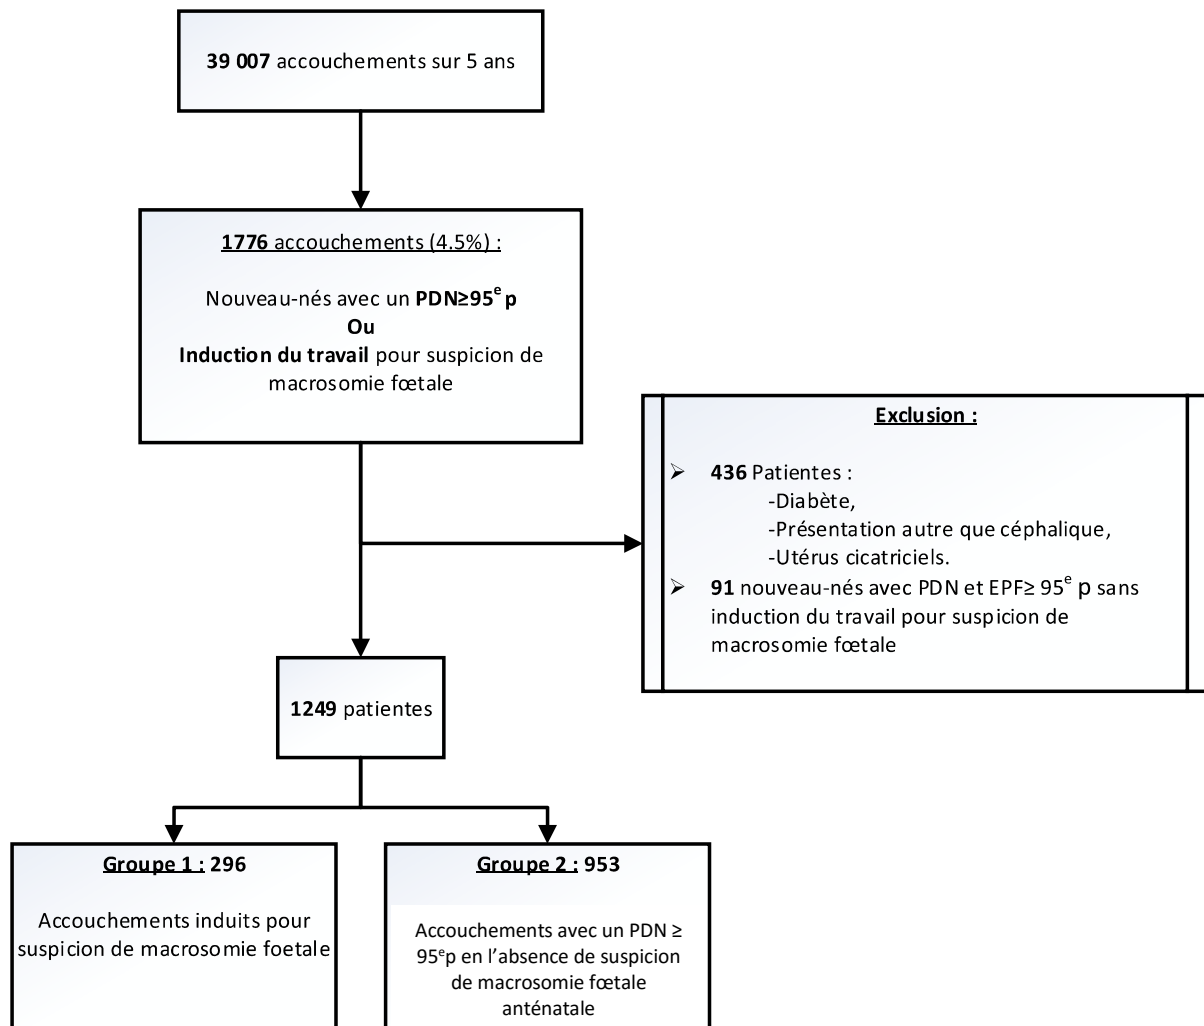 39 007 accouchements sur 5 ans
1776 accouchements (4.5%) :
Nouveau-nés avec un PDN≥95e p
Ou
Induction du travail pour suspicion de
macrosomie fœtale
Exclusion :
➢ 436 Patientes :
-Diabète,
-Présentation autre que céphalique,
-Utérus cicatriciels.
➢ 91 nouveau-nés avec PDN et EPF≥ 95e p sans
induction du travail pour suspicion de
macrosomie fœtale
1249 patientes
Groupe 1 : 296
Accouchements induits pour
suspicion de macrosomie foetale
Groupe 2 : 953
Accouchements avec un PDN ≥
95ep en l’absence de suspicion
de macrosomie fœtale
anténatale